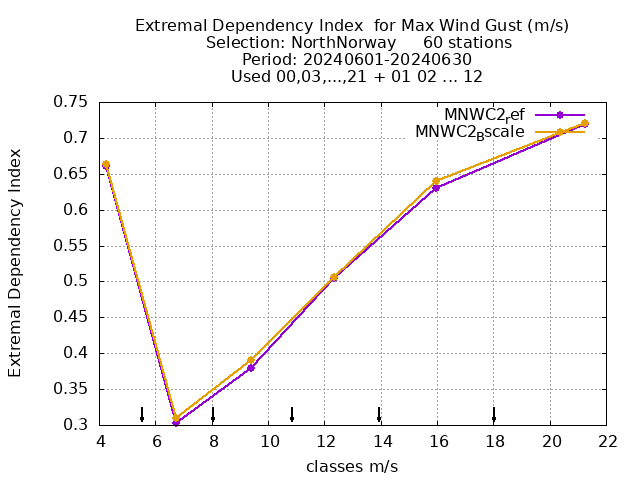 Extremal Dependency Index for Max Wind Gust (m/s)
Selection: NorthNorway 60 stations
Period: 20240601-20240630
Used 00,03,...,21 + 01 02 ... 12
MNWC2ref
MNWC2Bscale
Extremal Dependency Index
0.75
0.7
0.65
0.6
0.55
0.5
0.45
0.4
0.35
0.3
4 6 8 10 12 14 16 18 20 22
classes m/s